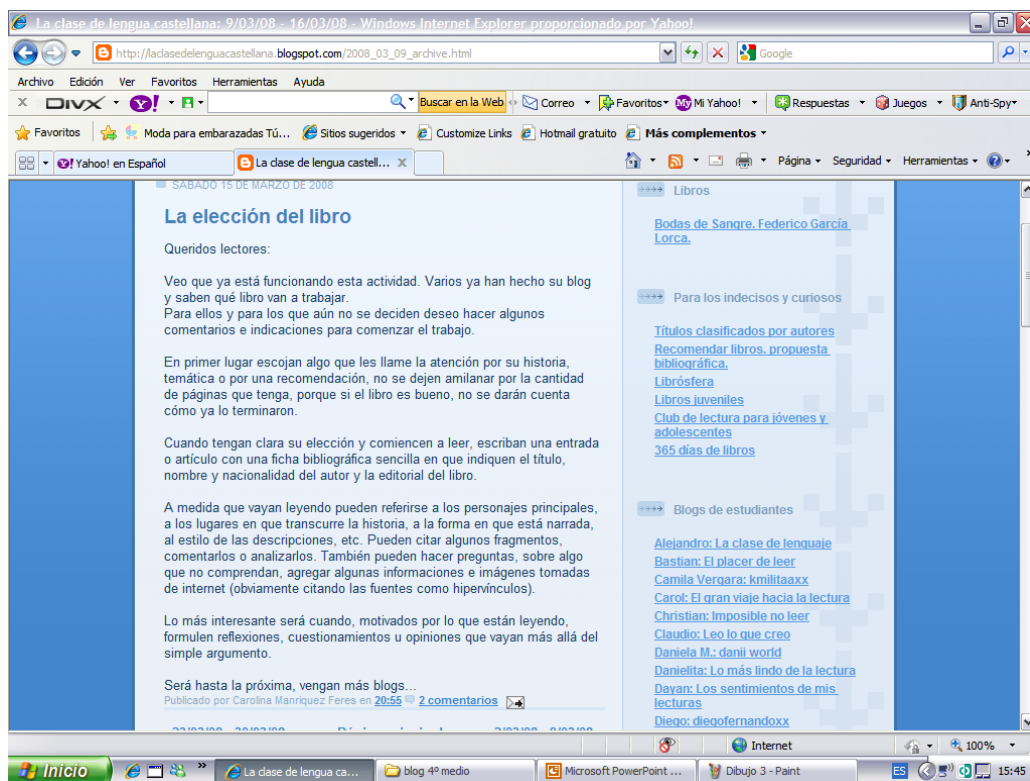 La clase de lengua castellana: 9/03/08 - 16/03/08 - Windows Internet Explorer proporcionado por Yahoo!
http://laclasedelenguacastellana.blogspot.com/2008_03_09_archive.html
Google
Archivo Edición Ver Favoritos Herramientas Ayuda
X DIVX Y! Buscar en la Web Correo Favoritos Mi Yahoo! Respuestas Juegos Anti-Spy
Favoritos Moda para embarazadas Tú... Sitios sugeridos Customize Links Hotmail gratuito Más complementos
Yahoo! en Español La clase de lengua castell... X Página Seguridad Herramientas
SÁBADO 15 DE MARZO DE 2008
La elección del libro
Queridos lectores:
Veo que ya está funcionando esta actividad. Varios ya han hecho su blog
y saben qué libro van a trabajar.
Para ellos y para los que aún no se deciden deseo hacer algunos
comentarios e indicaciones para comenzar el trabajo.
En primer lugar escojan algo que les llame la atención por su historia,
temática o por una recomendación, no se dejen amilanar por la cantidad
de páginas que tenga, porque si el libro es bueno, no se darán cuenta
cómo ya lo terminaron.
Cuando tengan clara su elección y comiencen a leer, escriban una entrada
o artículo con una ficha bibliográfica sencilla en que indiquen el título,
nombre y nacionalidad del autor y la editorial del libro.
A medida que vayan leyendo pueden referirse a los personajes principales,
a los lugares en que transcurre la historia, a la forma en que está narrada,
al estilo de las descripciones, etc. Pueden citar algunos fragmentos,
comentarlos o analizarlos. También pueden hacer preguntas, sobre algo
que no comprendan, agregar algunas informaciones e imágenes tomadas
de internet (obviamente citando las fuentes como hipervínculos).
Lo más interesante será cuando, motivados por lo que están leyendo,
formulen reflexiones, cuestionamientos u opiniones que vayan más allá del
simple argumento.
Será hasta la próxima, vengan más blogs...
Publicado por Carolina Manriquez Feres en 20:55 2 comentarios
Libros
Bodas de Sangre. Federico García
Lorca.
Para los indecisos y curiosos
Títulos clasificados por autores
Recomendar libros. propuesta
bibliográfica.
Librósfera
Libros juveniles
Club de lectura para jóvenes y
adolescentes
365 días de libros
Blogs de estudiantes
Alejandro: La clase de lenguaje
Bastian: El placer de leer
Camila Vergara: kmilitaaxx
Carol: El gran viaje hacia la lectura
Christian: Imposible no leer
Claudio: Leo lo que creo
Daniela M.: danii world
Danielita: Lo más lindo de la lectura
Dayan: Los sentimientos de mis
lecturas
Diego: diegofernandoxx
Internet 100%
Inicio La clase de lengua ca... blog 4º medio Microsoft PowerPoint ... Dibujo 3 - Paint ES 15:45